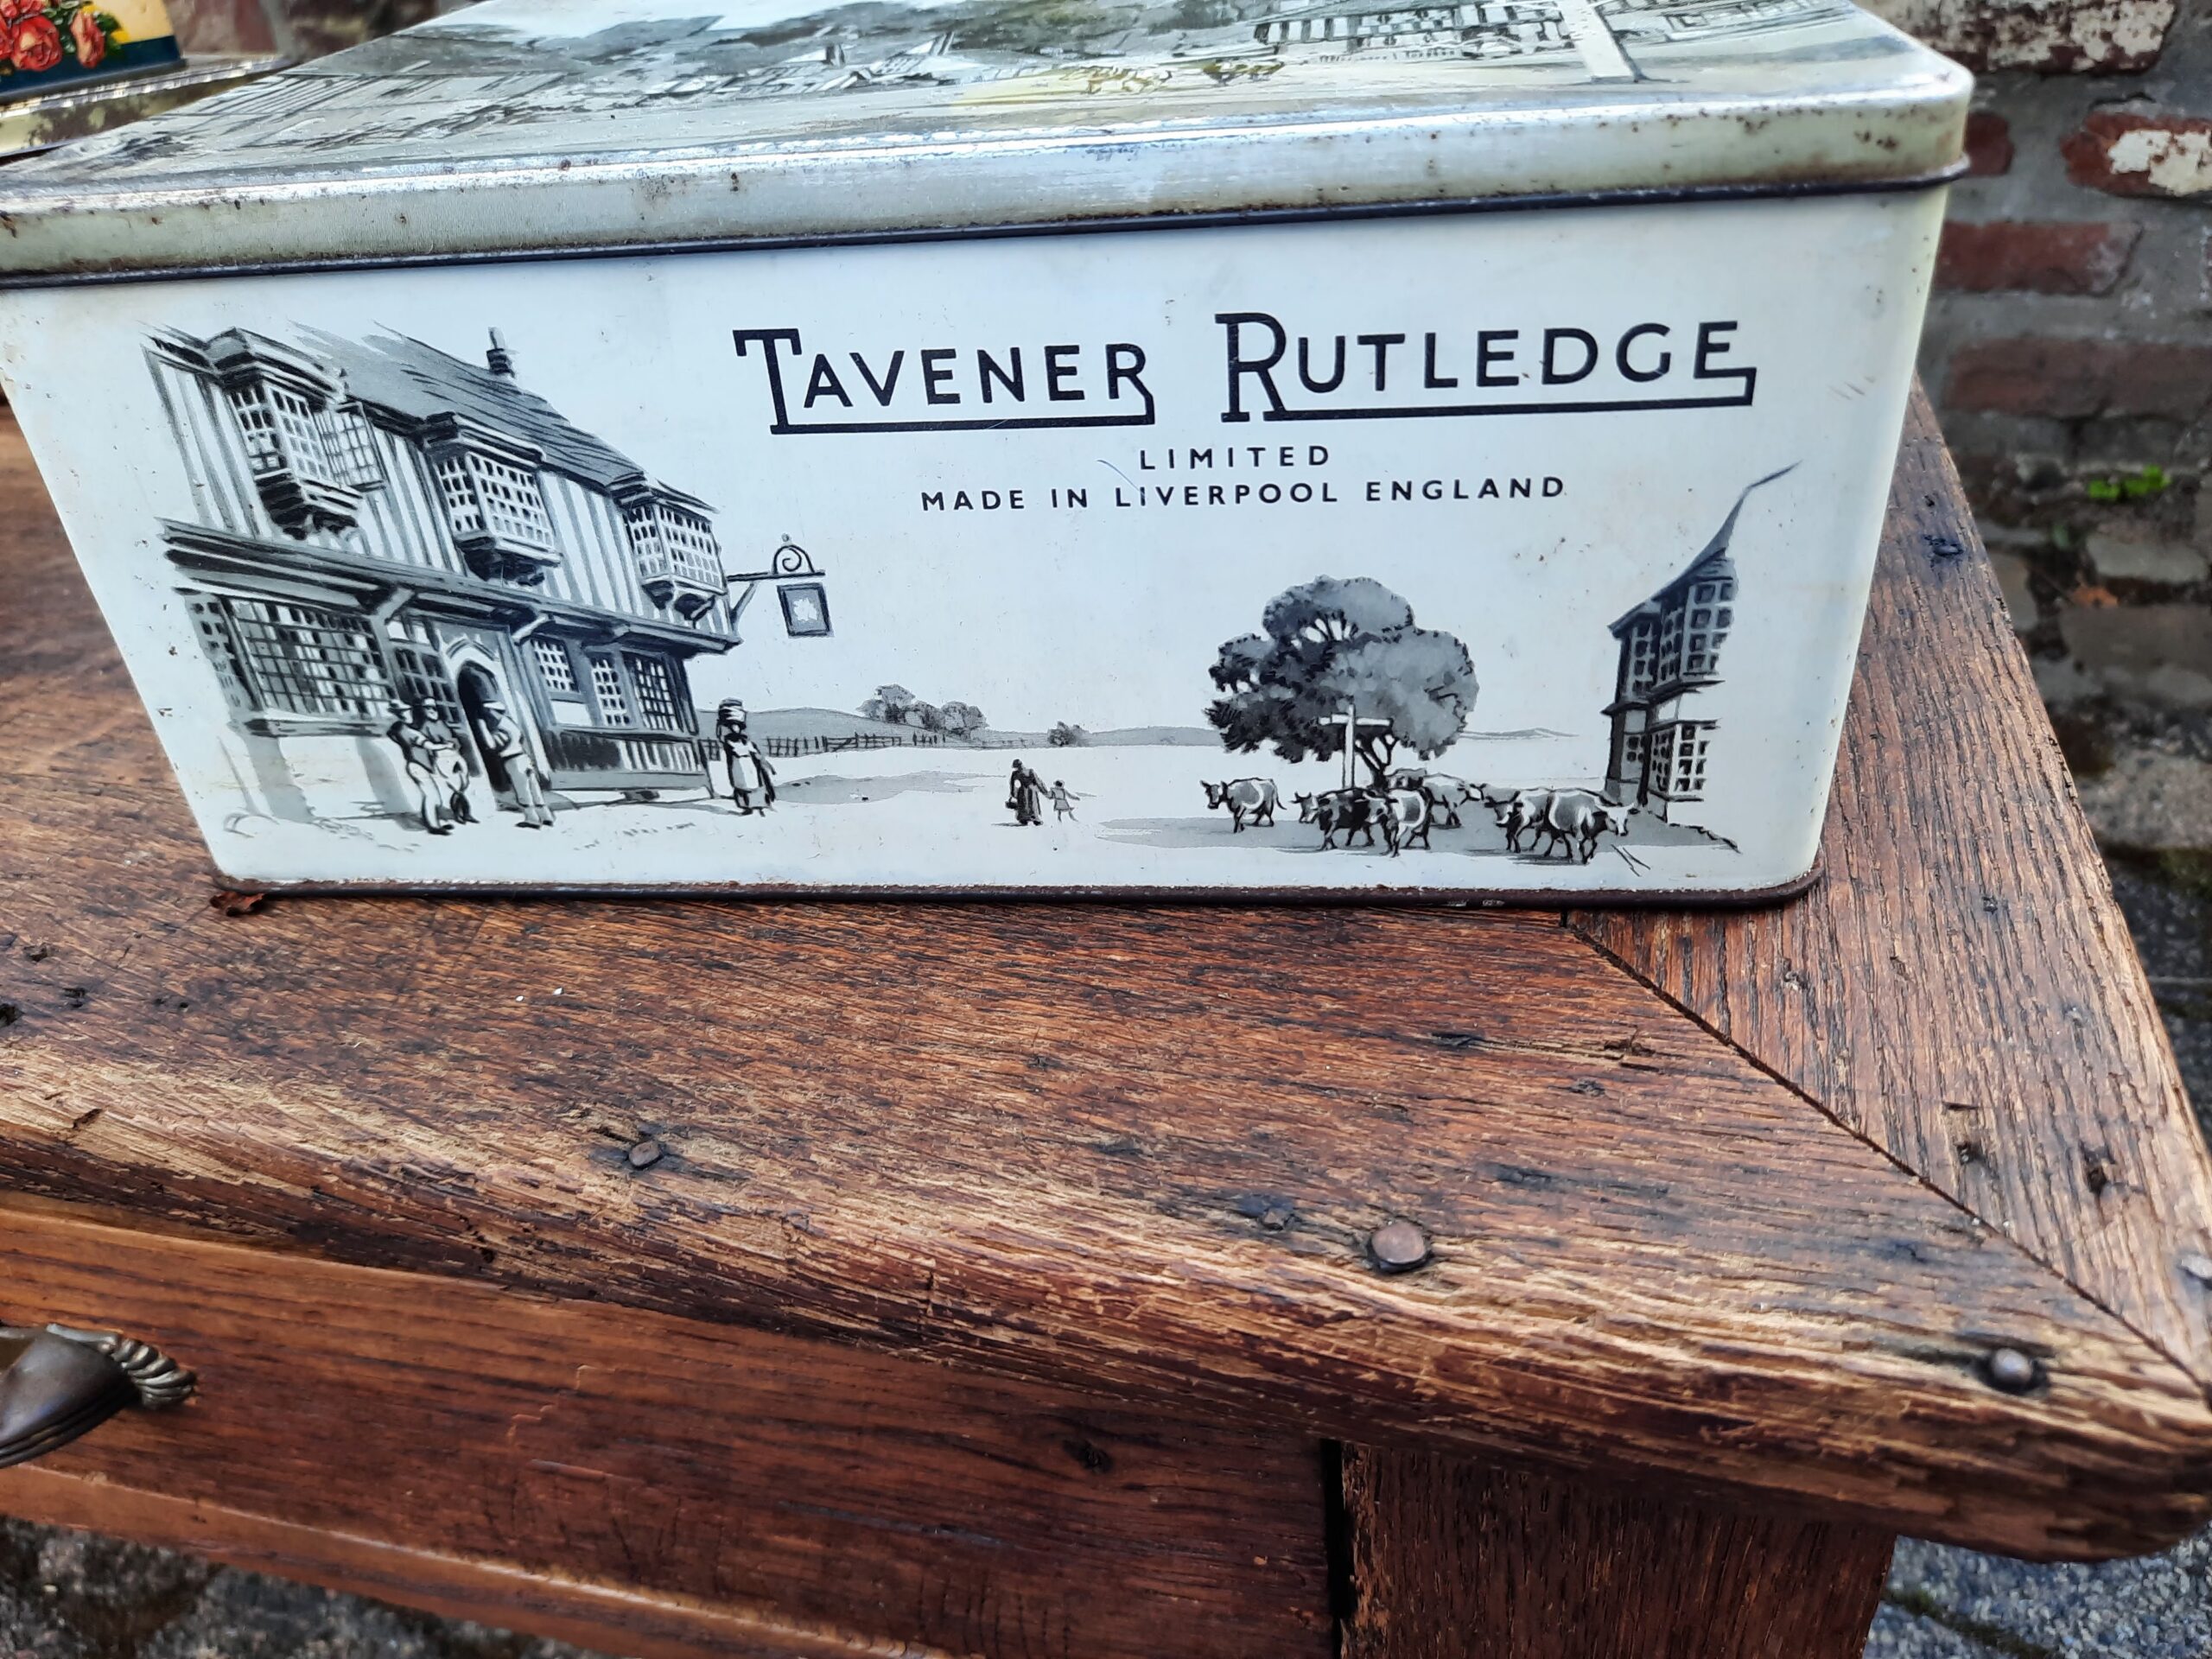 TAVENER RUTLEDGE
LIMITED
MADE IN LIVERPOOL ENGLAND